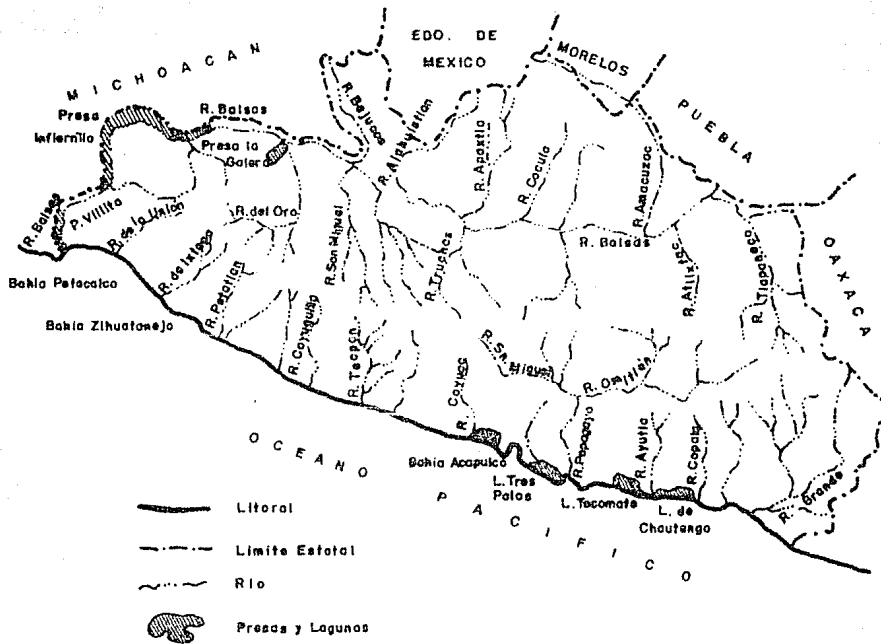 EDO. DE
MEXICO
MORELOS
MICHOACAN
PUEBLA
OAXACA
Presa
Infiernillo
R. Balsas
Presa la
Galera
R. Bejucos
R. Alahuistlan
R. Apaxtla
R. Cocula
R. Amacuzac
R. Balsas
P. Villita
R. de la Union
R. del Oro
R. San Miguel
R. Truchas
R. Balsas
R. Atlixtac
R. Tlapaneco
Bahia Petacalco
R. de Ixtapa
Bahia Zihuatanejo
R. Petatlan
R. Coyuquilla
R. Tecpan
R. Coyuca
R. Sn. Miguel
R. Omitlan
R. Papagayo
R. Ayutla
R. Copala
R. Grande
Bahia Acapulco
L. Tres
Palos
L. Tecomate
L. de
Chautengo
OCEANO
PACIFICO
Litoral
Limite Estatal
Rio
Presas y Lagunas